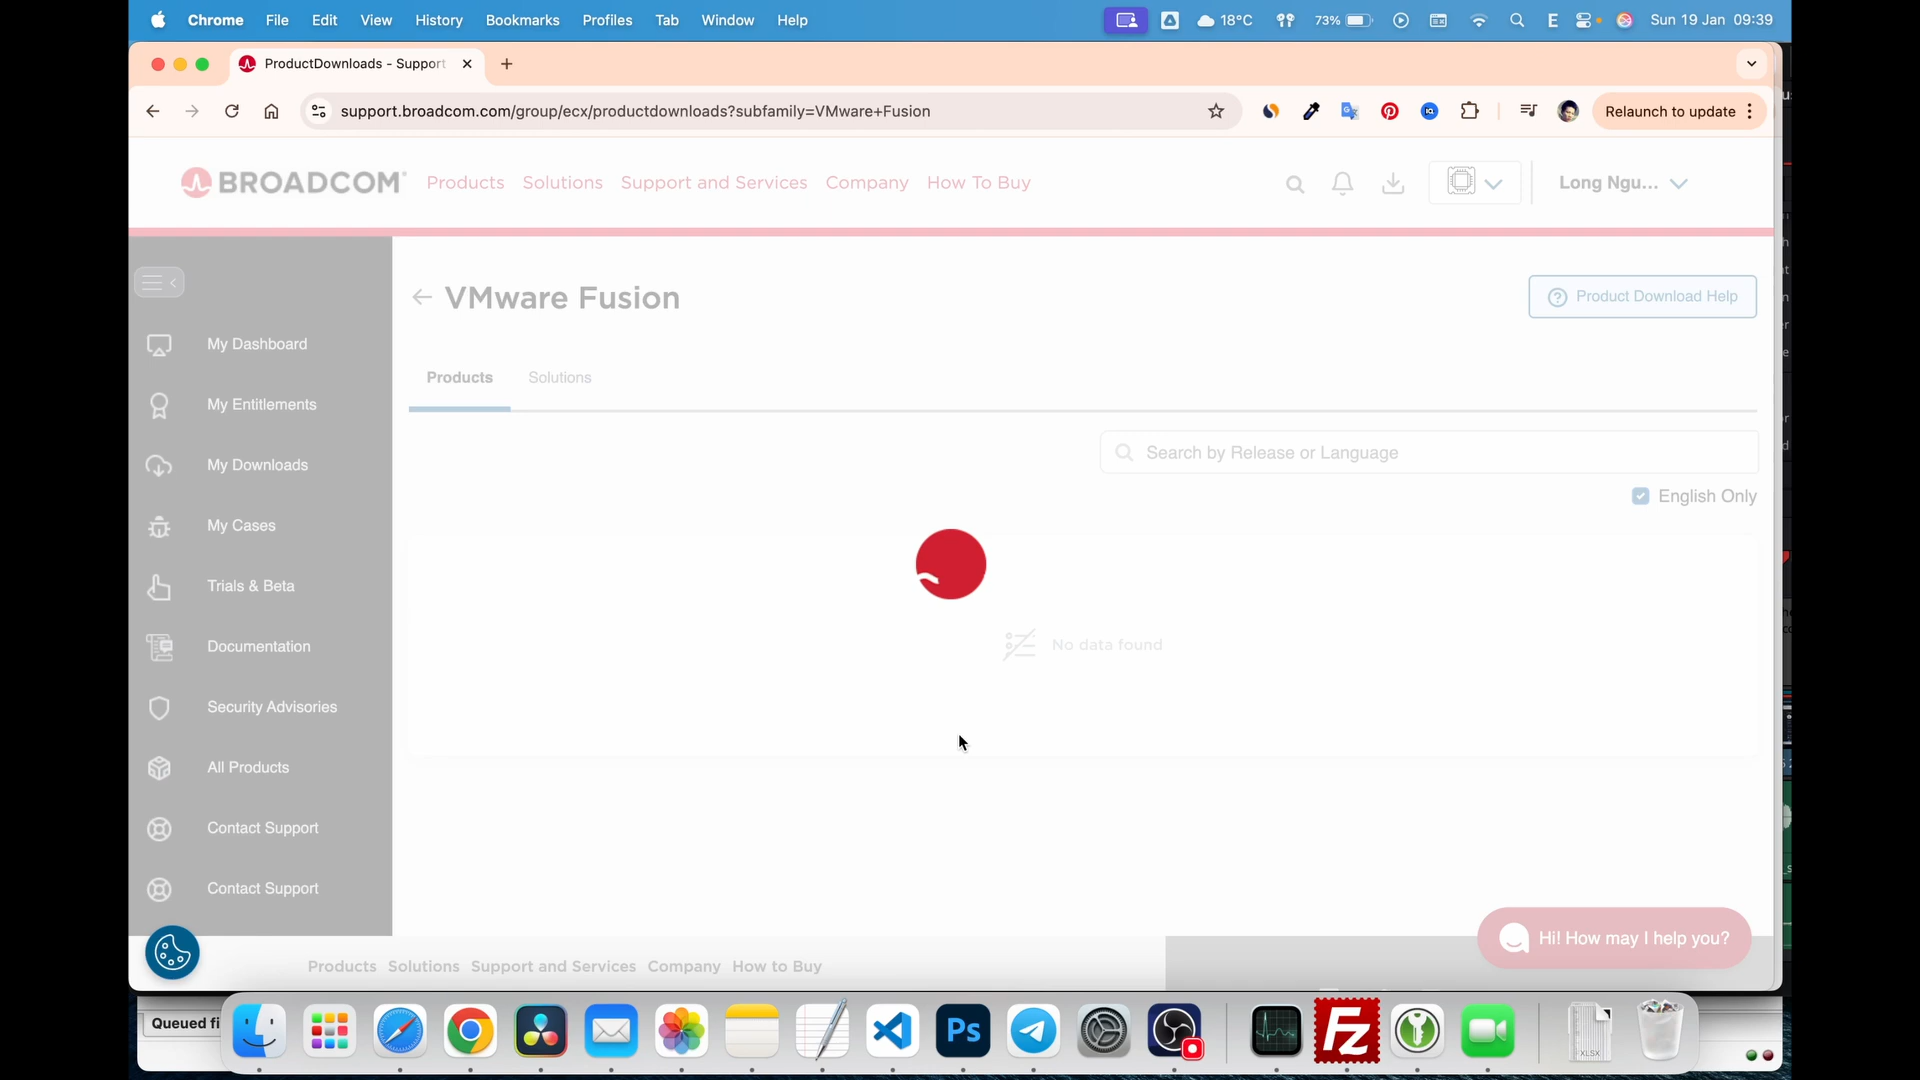 Chrome File Edit View History Bookmarks Profiles Tab Window Help 18°C 73% E Sun 19 Jan 09:39
ProductDownloads - Support
support.broadcom.com/group/ecx/productdownloads?subfamily=VMware+Fusion Relaunch to update
BROADCOM Products Solutions Support and Services Company How To Buy Long Ngu...
VMware Fusion
Product Download Help
Products Solutions
Search by Release or Language
English Only
No data found
My Dashboard
My Entitlements
My Downloads
My Cases
Trials & Beta
Documentation
Security Advisories
All Products
Contact Support
Contact Support
Hi! How may I help you?
Products Solutions Support and Services Company How to Buy
Queued fi
Ps
Fz
XLSX